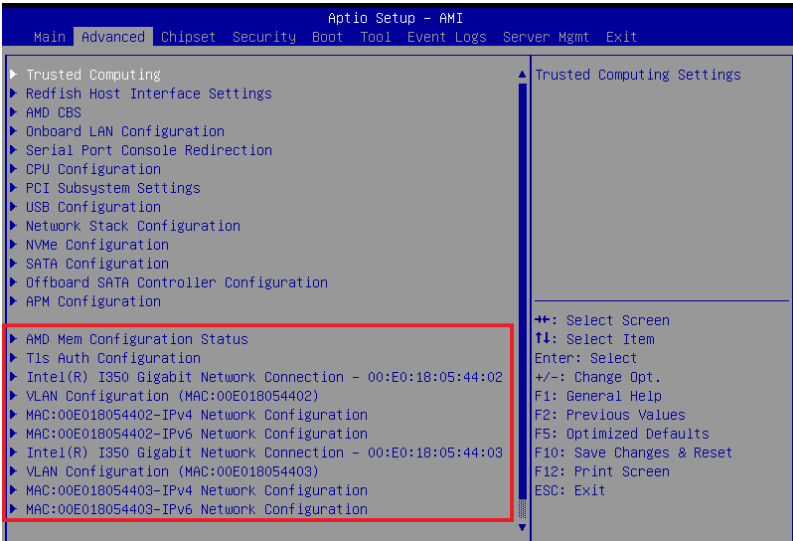 Aptio Setup – AMI
Main Advanced Chipset Security Boot Tool Event Logs Server Mgmt Exit
Trusted Computing
Redfish Host Interface Settings
AMD CBS
Onboard LAN Configuration
Serial Port Console Redirection
CPU Configuration
PCI Subsystem Settings
USB Configuration
Network Stack Configuration
NVMe Configuration
SATA Configuration
Offboard SATA Controller Configuration
APM Configuration
AMD Mem Configuration Status
Tls Auth Configuration
Intel(R) I350 Gigabit Network Connection – 00:E0:18:05:44:02
VLAN Configuration (MAC:00E018054402)
MAC:00E018054402-IPv4 Network Configuration
MAC:00E018054402-IPv6 Network Configuration
Intel(R) I350 Gigabit Network Connection – 00:E0:18:05:44:03
VLAN Configuration (MAC:00E018054403)
MAC:00E018054403-IPv4 Network Configuration
MAC:00E018054403-IPv6 Network Configuration
Trusted Computing Settings
→←: Select Screen
↑↓: Select Item
Enter: Select
+/-: Change Opt.
F1: General Help
F2: Previous Values
F5: Optimized Defaults
F10: Save Changes & Reset
F12: Print Screen
ESC: Exit